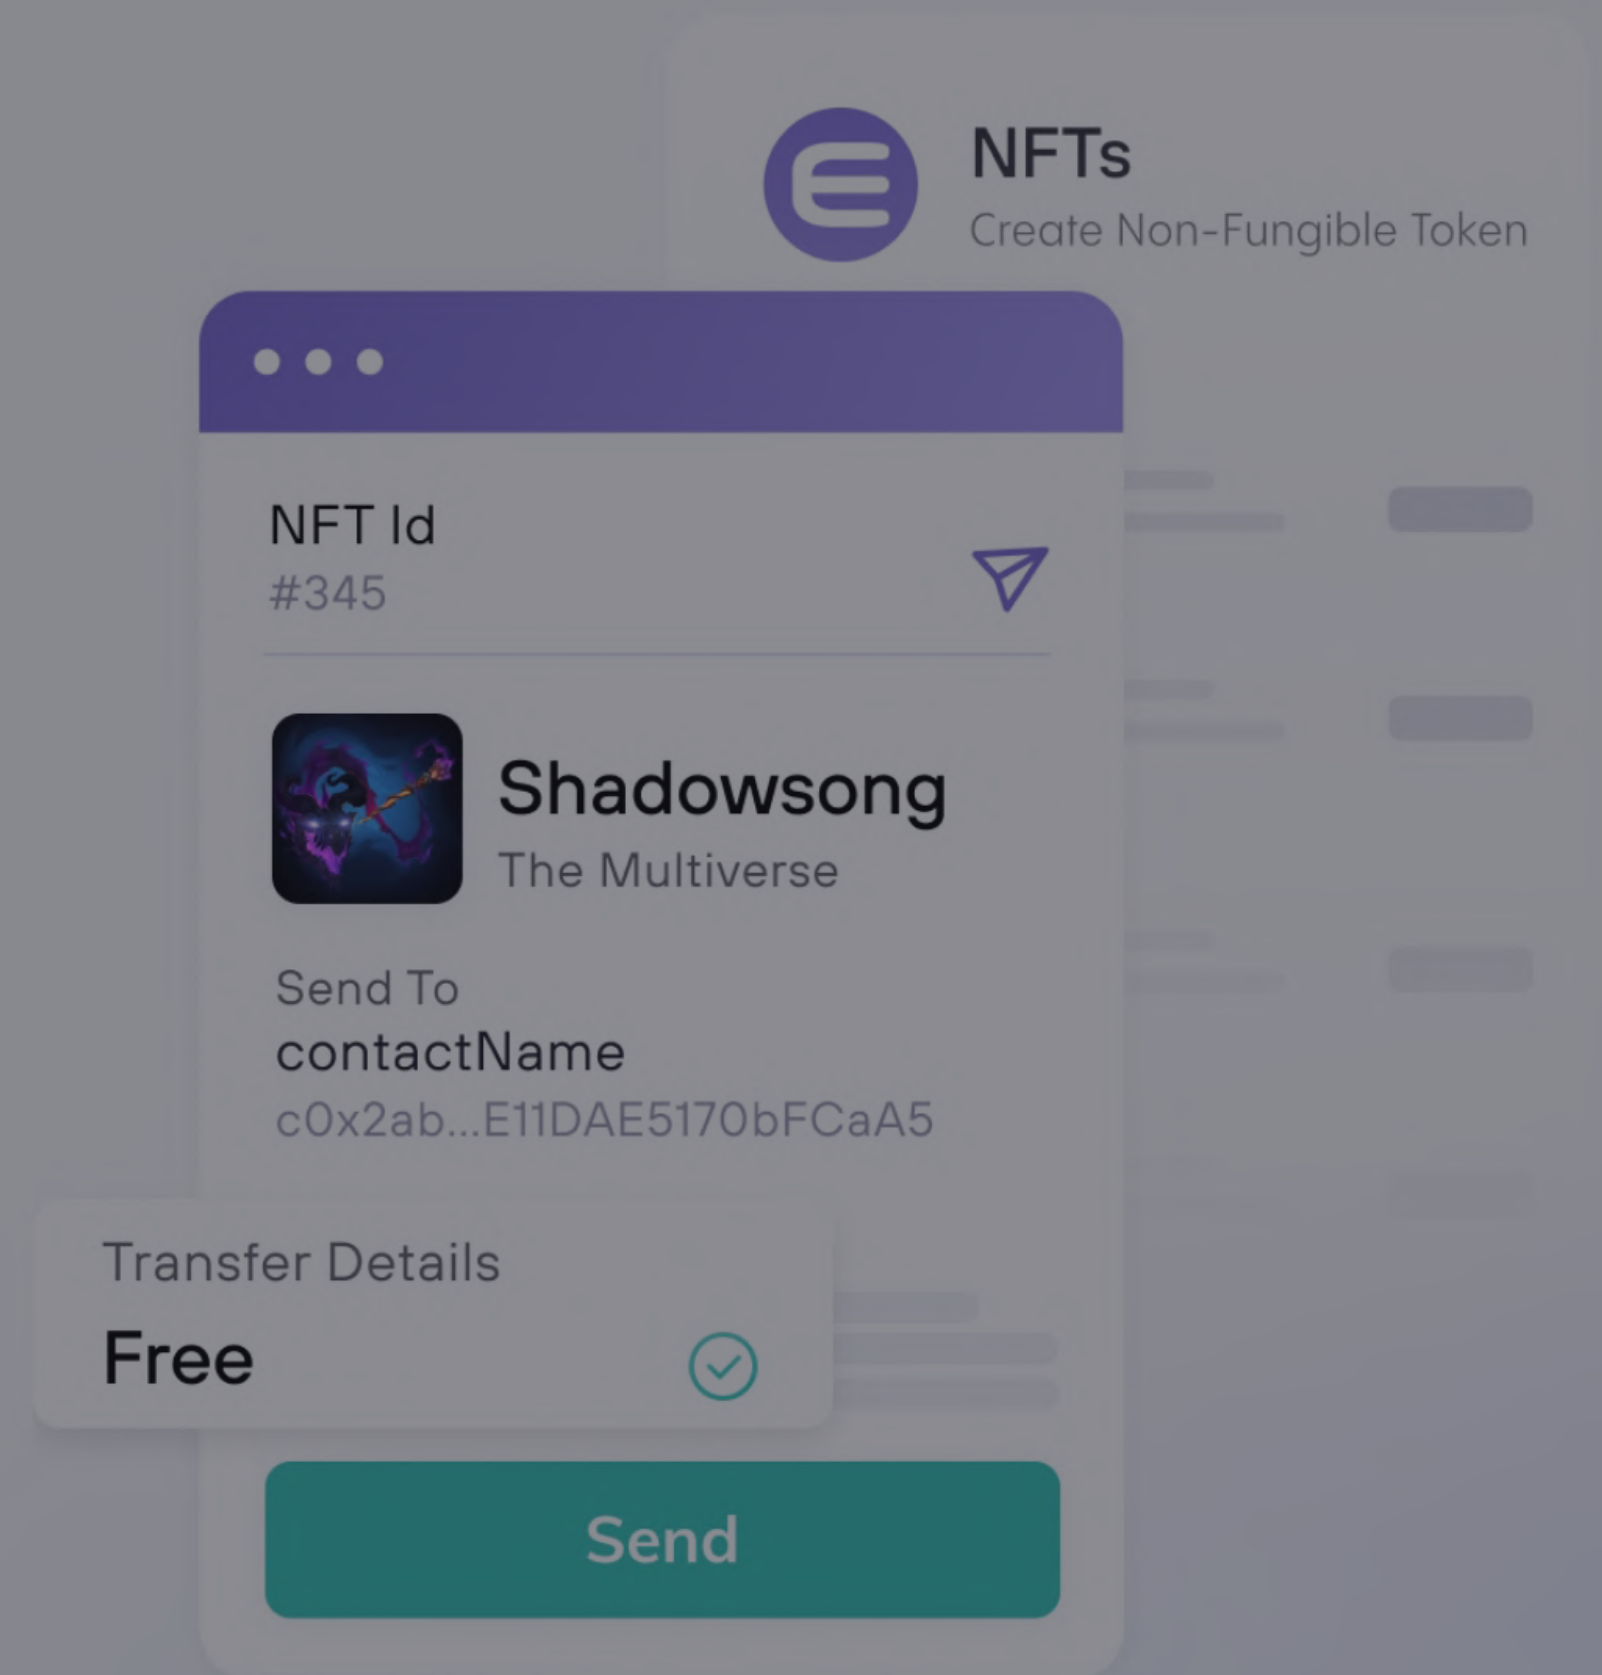 NFTs
Create Non-Fungible Token
NFT Id
#345
Shadowsong
The Multiverse
Send To
contactName
c0x2ab...E11DAE5170bFCaA5
Transfer Details
Free
Send